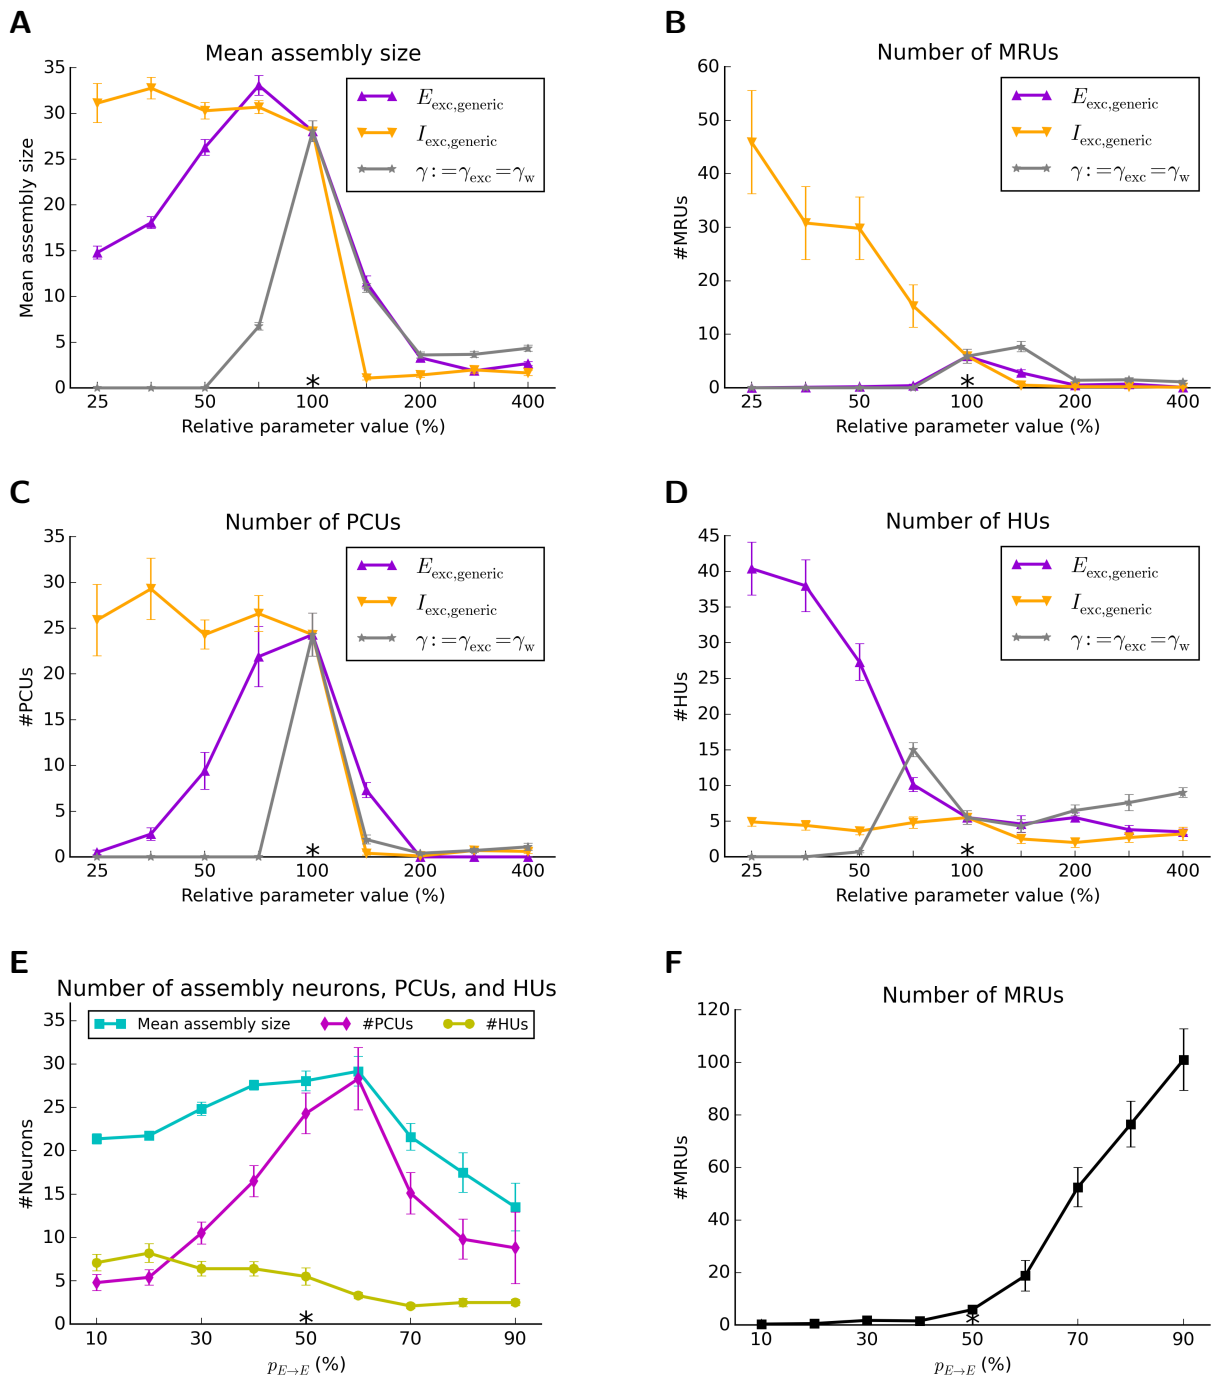 A
Mean assembly size
35
30
25
20
15
10
5
0
Mean assembly size
E_exc,generic
I_exc,generic
γ:=γ_exc=γ_w
*
25 50 100 200 400
Relative parameter value (%)
B
Number of MRUs
60
50
40
30
20
10
0
#MRUs
E_exc,generic
I_exc,generic
γ:=γ_exc=γ_w
*
25 50 100 200 400
Relative parameter value (%)
C
Number of PCUs
35
30
25
20
15
10
5
0
#PCUs
E_exc,generic
I_exc,generic
γ:=γ_exc=γ_w
*
25 50 100 200 400
Relative parameter value (%)
D
Number of HUs
45
40
35
30
25
20
15
10
5
0
#HUs
E_exc,generic
I_exc,generic
γ:=γ_exc=γ_w
*
25 50 100 200 400
Relative parameter value (%)
E
Number of assembly neurons, PCUs, and HUs
Mean assembly size #PCUs #HUs
35
30
25
20
15
10
5
0
#Neurons
*
10 30 50 70 90
p_E→E (%)
F
Number of MRUs
120
100
80
60
40
20
0
#MRUs
*
10 30 50 70 90
p_E→E (%)